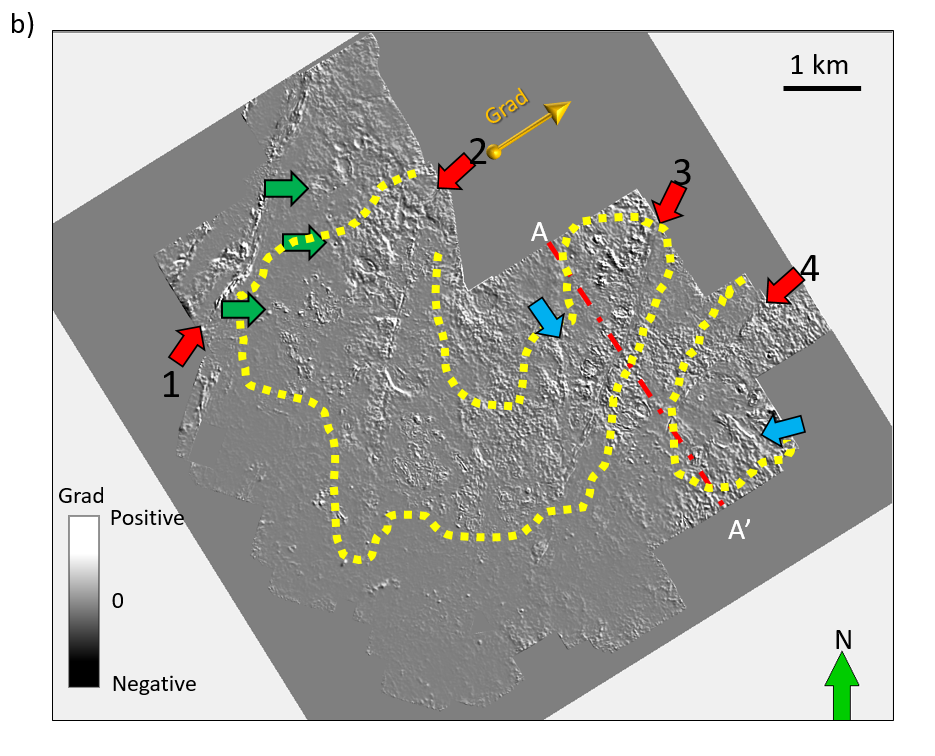 b)
1 km
Grad
2
3
A
4
1
Grad
Positive
0
Negative
A’
N